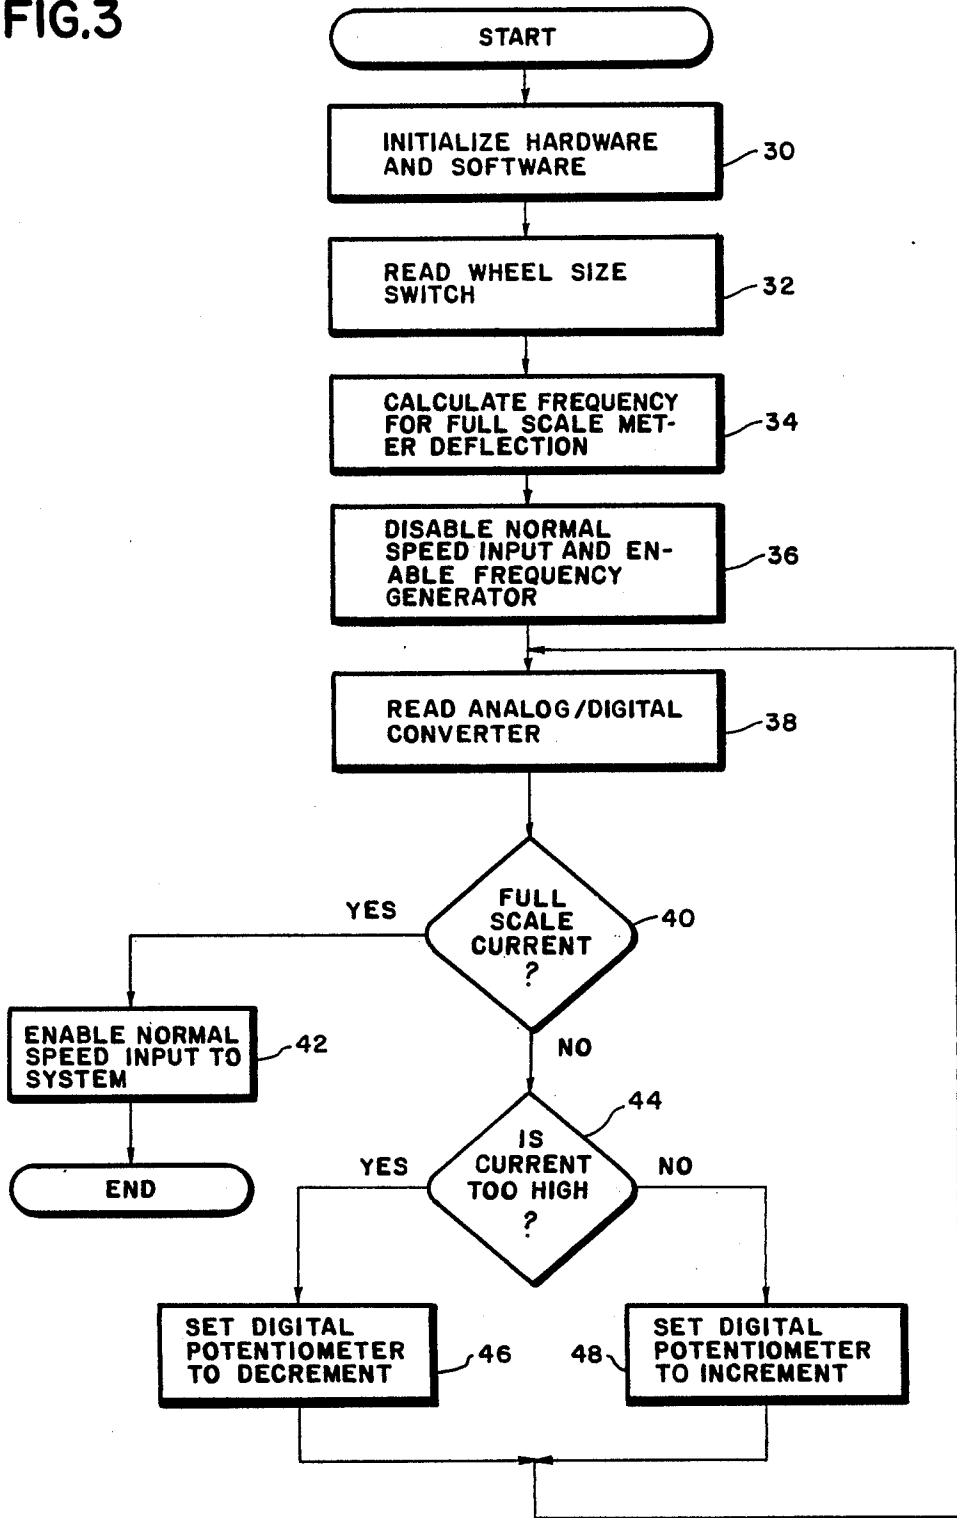 FIG.3
START
INITIALIZE HARDWARE
AND SOFTWARE
30
READ WHEEL SIZE
SWITCH
32
CALCULATE FREQUENCY
FOR FULL SCALE MET-
ER DEFLECTION
34
DISABLE NORMAL
SPEED INPUT AND EN-
ABLE FREQUENCY
GENERATOR
36
READ ANALOG/DIGITAL
CONVERTER
38
FULL
SCALE
CURRENT
?
40
YES
NO
ENABLE NORMAL
SPEED INPUT TO
SYSTEM
42
END
IS
CURRENT
TOO HIGH
?
44
YES
NO
SET DIGITAL
POTENTIOMETER
TO DECREMENT
46
SET DIGITAL
POTENTIOMETER
TO INCREMENT
48